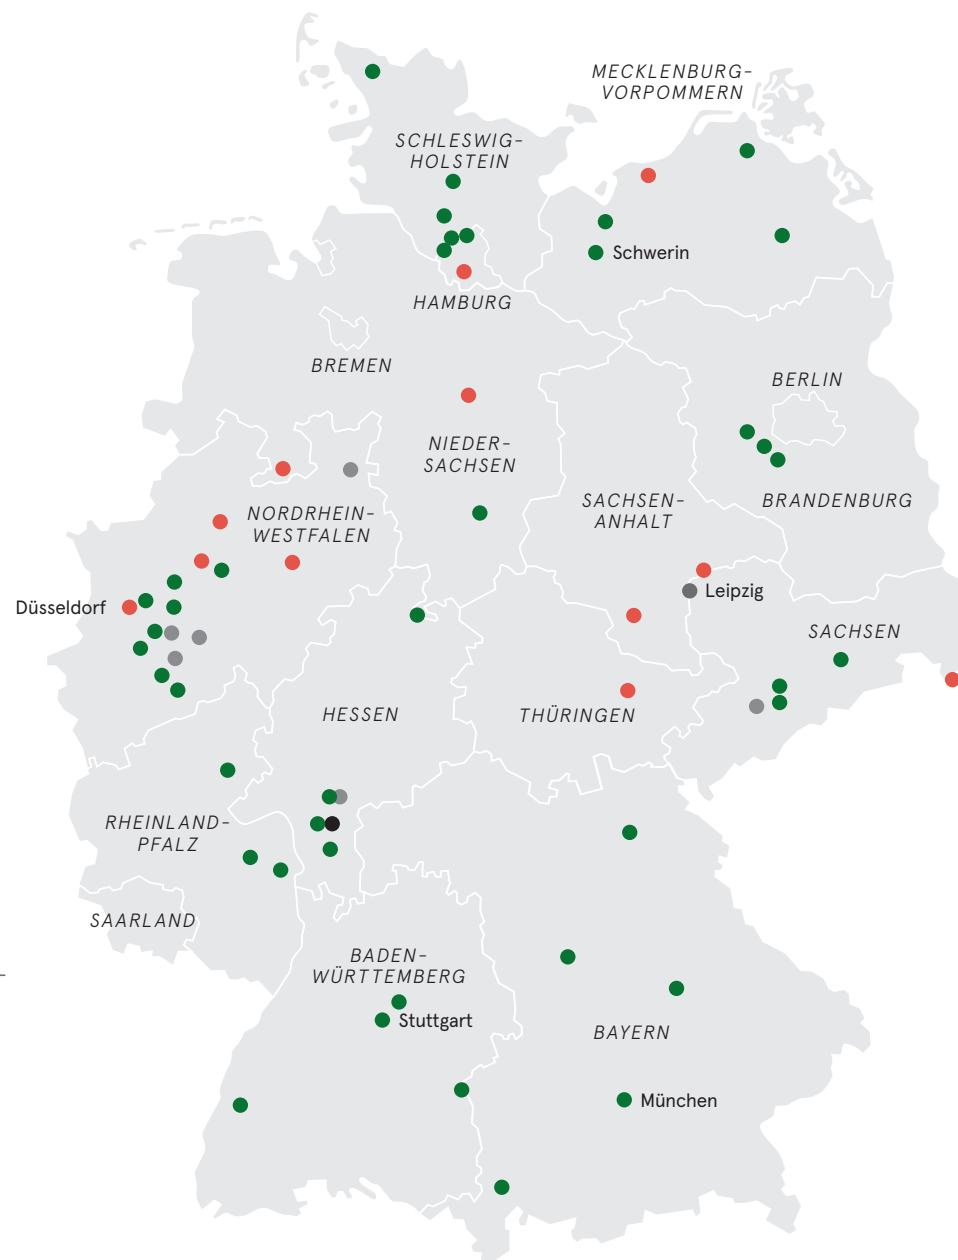 MECKLENBURG-
VORPOMMERN
SCHLESWIG-
HOLSTEIN
Schwerin
HAMBURG
BREMEN
BERLIN
NIEDER-
SACHSEN
SACHSEN-
ANHALT
BRANDENBURG
NORDRHEIN-
WESTFALEN
Düsseldorf
Leipzig
SACHSEN
HESSEN
THÜRINGEN
RHEINLAND-
PFALZ
SAARLAND
BADEN-
WÜRTTEMBERG
Stuttgart
BAYERN
München